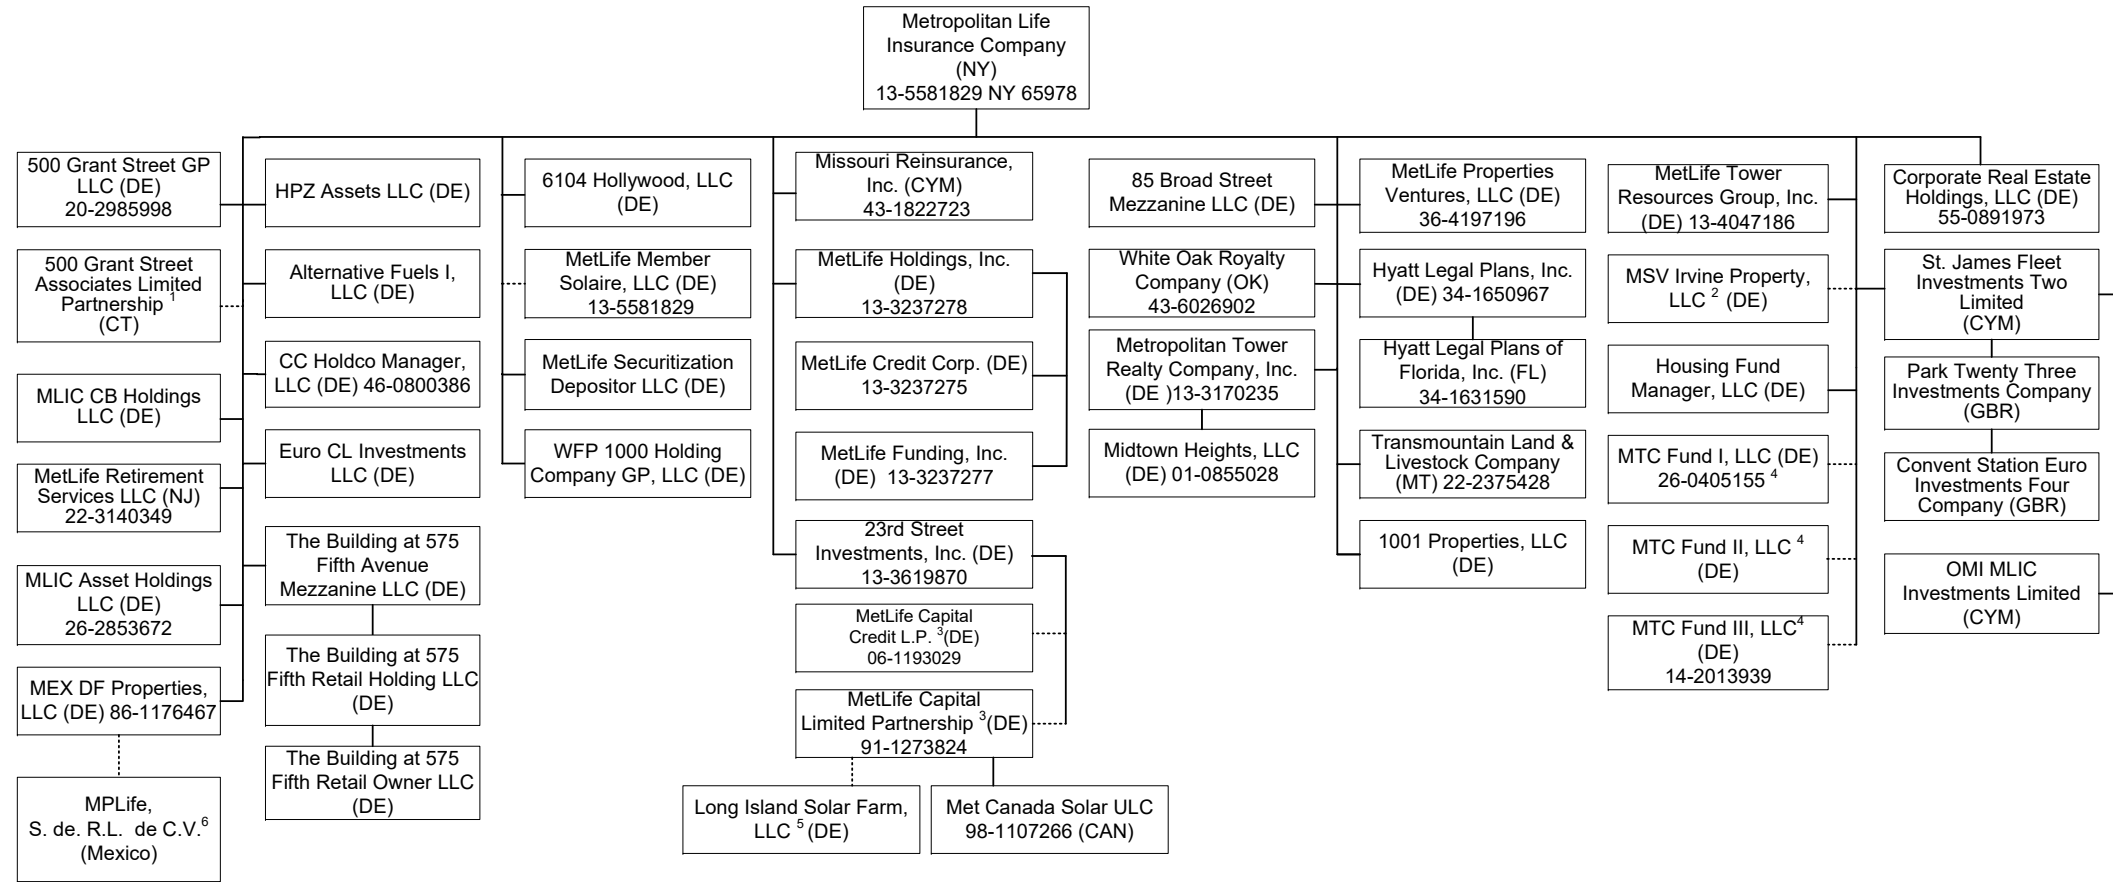 Metropolitan Life
Insurance Company
(NY)
13-5581829 NY 65978
500 Grant Street GP
LLC (DE)
20-2985998
500 Grant Street
Associates Limited
Partnership 1
(CT)
MLIC CB Holdings
LLC (DE)
MetLife Retirement
Services LLC (NJ)
22-3140349
MLIC Asset Holdings
LLC (DE)
26-2853672
MEX DF Properties,
LLC (DE) 86-1176467
MPLife,
S. de. R.L. de C.V.6
(Mexico)
HPZ Assets LLC (DE)
Alternative Fuels I,
LLC (DE)
CC Holdco Manager,
LLC (DE) 46-0800386
Euro CL Investments
LLC (DE)
The Building at 575
Fifth Avenue
Mezzanine LLC (DE)
The Building at 575
Fifth Retail Holding LLC
(DE)
The Building at 575
Fifth Retail Owner LLC
(DE)
6104 Hollywood, LLC
(DE)
MetLife Member
Solaire, LLC (DE)
13-5581829
MetLife Securitization
Depositor LLC (DE)
WFP 1000 Holding
Company GP, LLC (DE)
Missouri Reinsurance,
Inc. (CYM)
43-1822723
MetLife Holdings, Inc.
(DE)
13-3237278
MetLife Credit Corp. (DE)
13-3237275
MetLife Funding, Inc.
(DE) 13-3237277
23rd Street
Investments, Inc. (DE)
13-3619870
MetLife Capital
Credit L.P. 3(DE)
06-1193029
MetLife Capital
Limited Partnership 3(DE)
91-1273824
Long Island Solar Farm,
LLC 5 (DE)
Met Canada Solar ULC
98-1107266 (CAN)
85 Broad Street
Mezzanine LLC (DE)
White Oak Royalty
Company (OK)
43-6026902
Metropolitan Tower
Realty Company, Inc.
(DE )13-3170235
Midtown Heights, LLC
(DE) 01-0855028
MetLife Properties
Ventures, LLC (DE)
36-4197196
Hyatt Legal Plans, Inc.
(DE) 34-1650967
Hyatt Legal Plans of
Florida, Inc. (FL)
34-1631590
Transmountain Land &
Livestock Company
(MT) 22-2375428
1001 Properties, LLC
(DE)
MetLife Tower
Resources Group, Inc.
(DE) 13-4047186
MSV Irvine Property,
LLC 2 (DE)
Housing Fund
Manager, LLC (DE)
MTC Fund I, LLC (DE)
26-0405155 4
MTC Fund II, LLC 4
(DE)
MTC Fund III, LLC4
(DE)
14-2013939
Corporate Real Estate
Holdings, LLC (DE)
55-0891973
St. James Fleet
Investments Two
Limited
(CYM)
Park Twenty Three
Investments Company
(GBR)
Convent Station Euro
Investments Four
Company (GBR)
OMI MLIC
Investments Limited
(CYM)